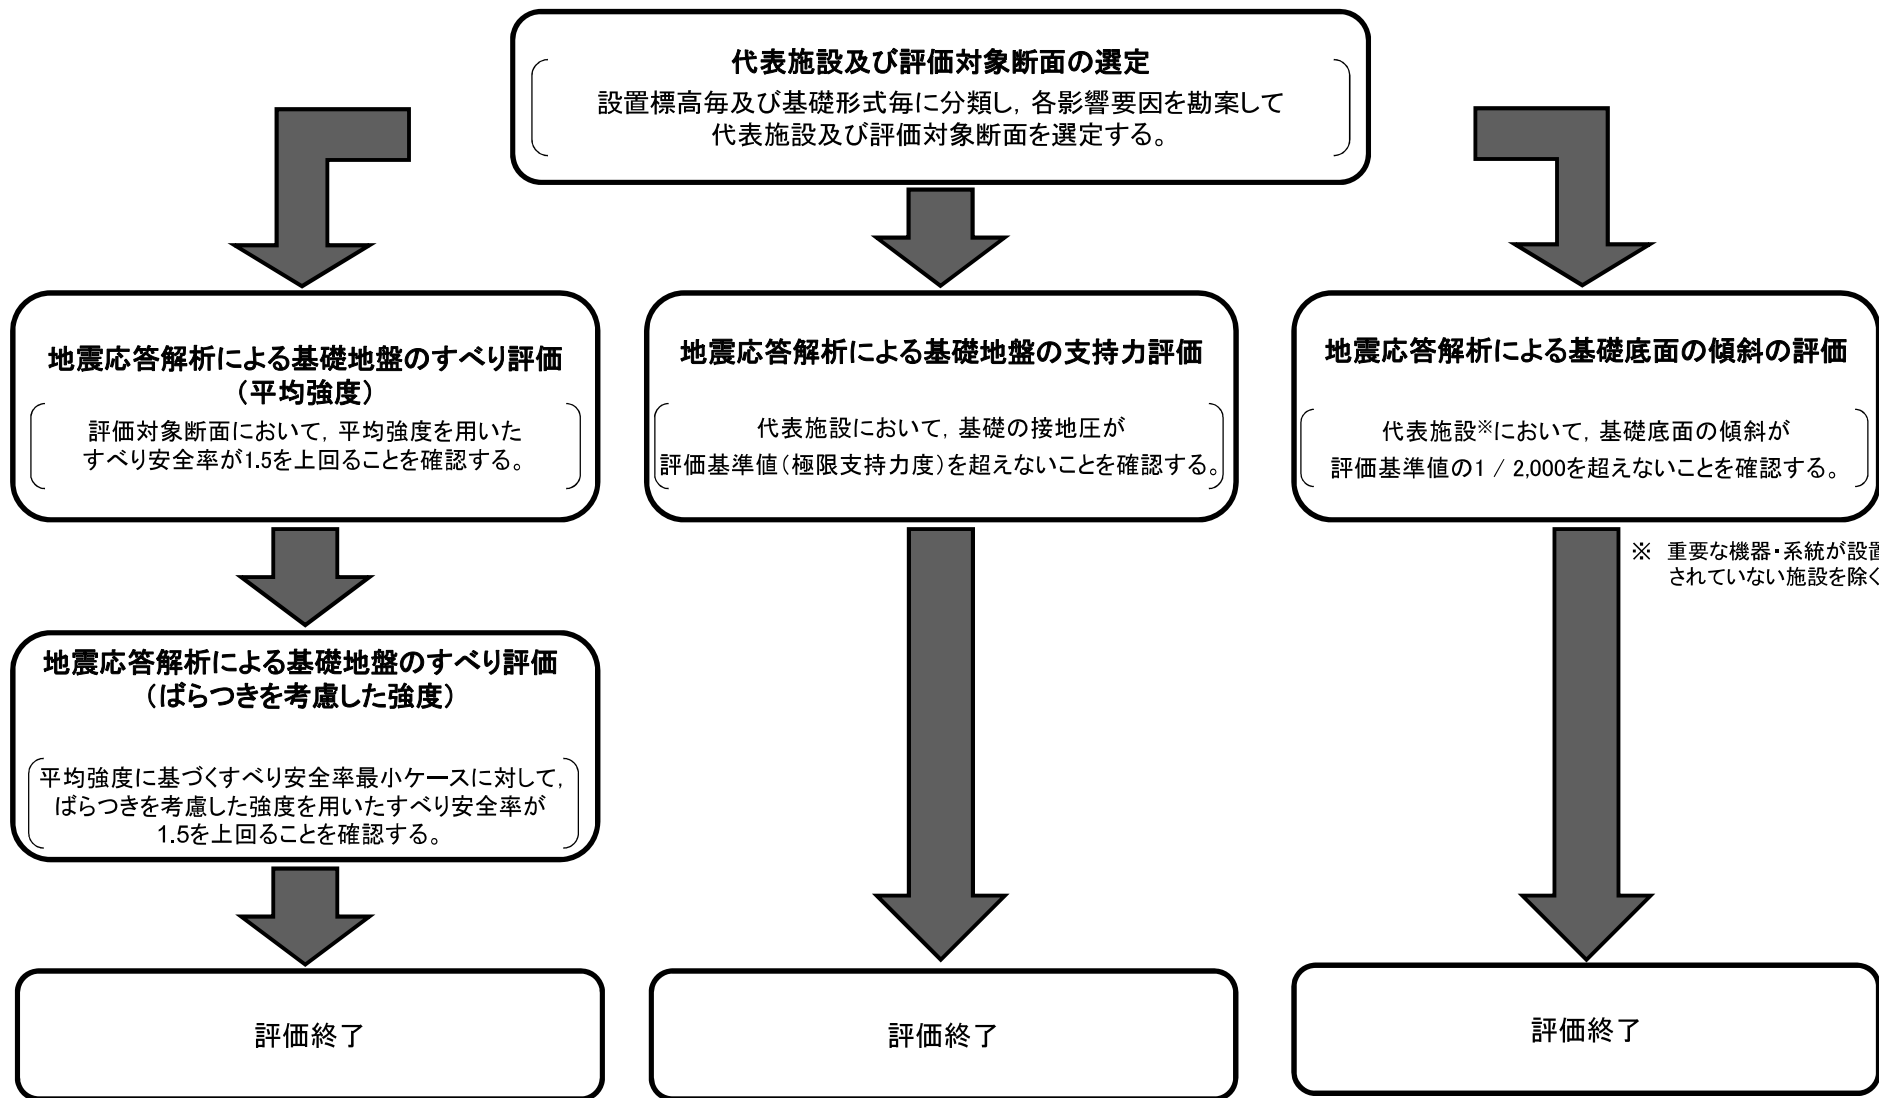 代表施設及び評価対象断面の選定
設置標高毎及び基礎形式毎に分類し，各影響要因を勘案して
代表施設及び評価対象断面を選定する。
地震応答解析による基礎地盤のすべり評価
（平均強度）
評価対象断面において，平均強度を用いた
すべり安全率が1.5を上回ることを確認する。
地震応答解析による基礎地盤の支持力評価
代表施設において，基礎の接地圧が
評価基準値（極限支持力度）を超えないことを確認する。
地震応答解析による基礎底面の傾斜の評価
代表施設※において，基礎底面の傾斜が
評価基準値の1 / 2,000を超えないことを確認する。
※ 重要な機器・系統が設置
されていない施設を除く
地震応答解析による基礎地盤のすべり評価
（ばらつきを考慮した強度）
平均強度に基づくすべり安全率最小ケースに対して，
ばらつきを考慮した強度を用いたすべり安全率が
1.5を上回ることを確認する。
評価終了
評価終了
評価終了